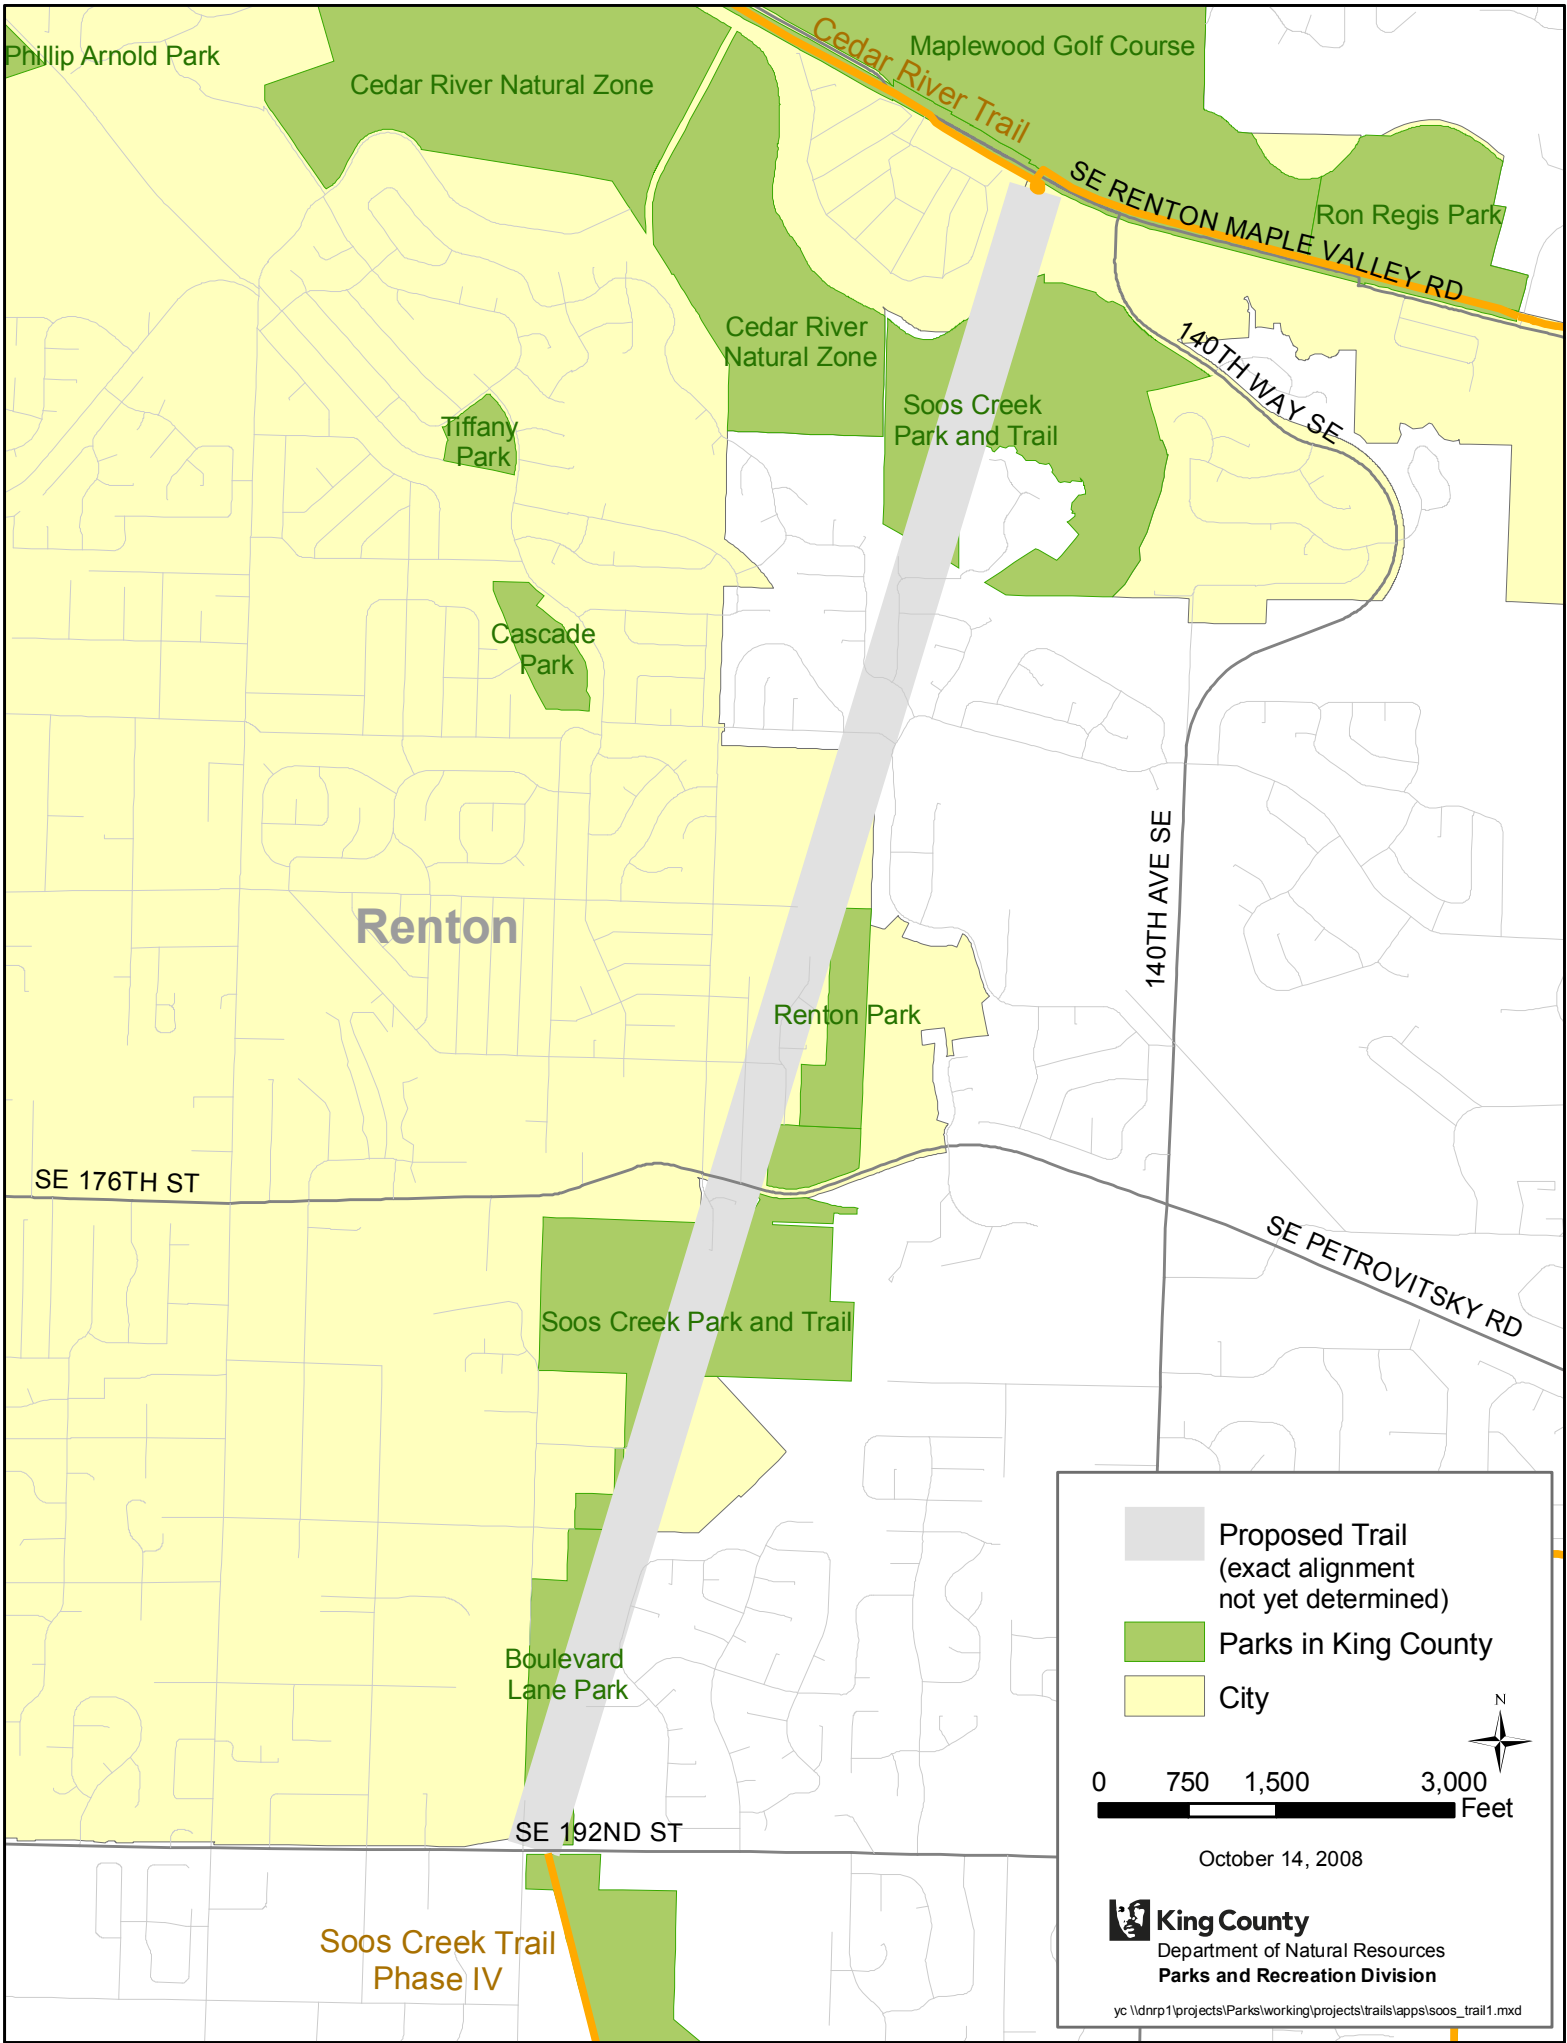 Phillip Arnold Park
Cedar River Natural Zone
Cedar River Trail
Maplewood Golf Course
SE RENTON MAPLE VALLEY RD
Ron Regis Park
Cedar River
Natural Zone
140TH WAY SE
Soos Creek
Park and Trail
Tiffany
Park
Cascade
Park
Renton
140TH AVE SE
Renton Park
SE 176TH ST
SE PETROVITSKY RD
Soos Creek Park and Trail
Boulevard
Lane Park
SE 192ND ST
Soos Creek Trail
Phase IV
Proposed Trail
(exact alignment
not yet determined)
Parks in King County
City
N
0 750 1,500 3,000
Feet
October 14, 2008
King County
Department of Natural Resources
Parks and Recreation Division
yc \\dnrp1\projects\Parks\working\projects\trails\apps\soos_trail1.mxd